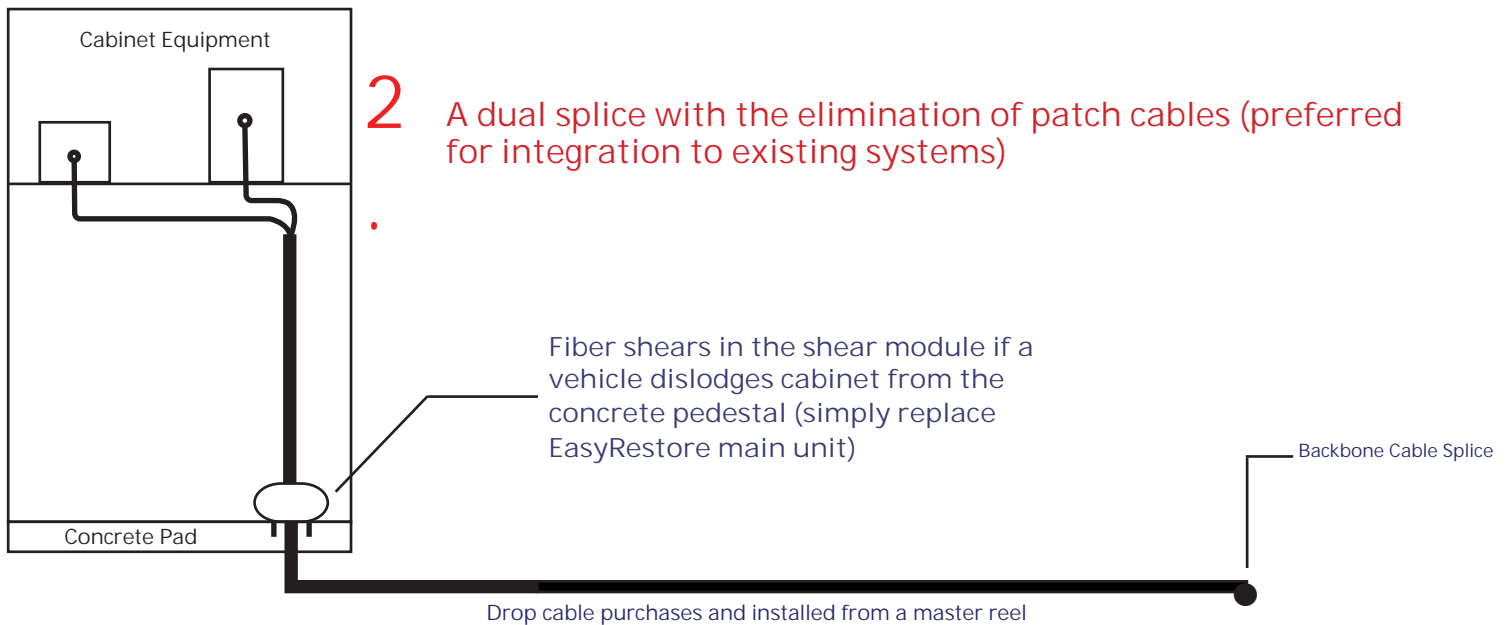 Cabinet Equipment
2
A dual splice with the elimination of patch cables (preferred
for integration to existing systems)
.
Fiber shears in the shear module if a
vehicle dislodges cabinet from the
concrete pedestal (simply replace
EasyRestore main unit)
Backbone Cable Splice
Concrete Pad
Drop cable purchases and installed from a master reel